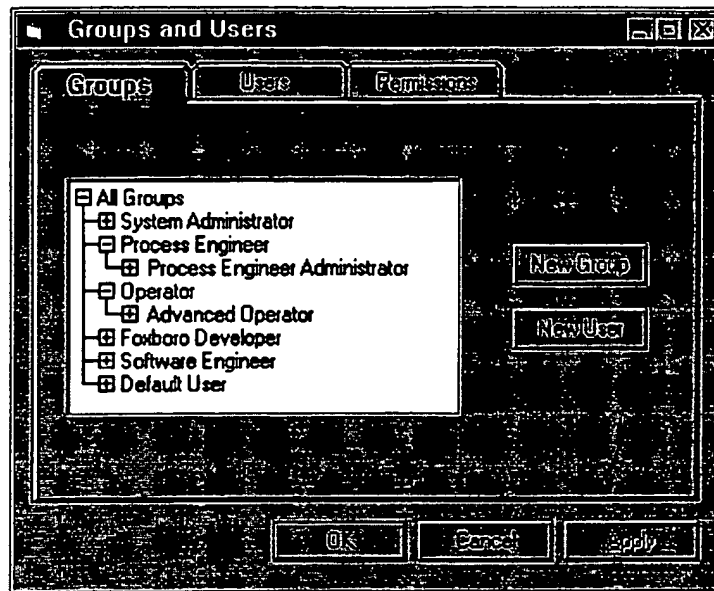 Groups and Users
Groups Users Permissions
All Groups
System Administrator
Process Engineer
Process Engineer Administrator
Operator
Advanced Operator
Foxboro Developer
Software Engineer
Default User
New Group
New User
OK Cancel Apply